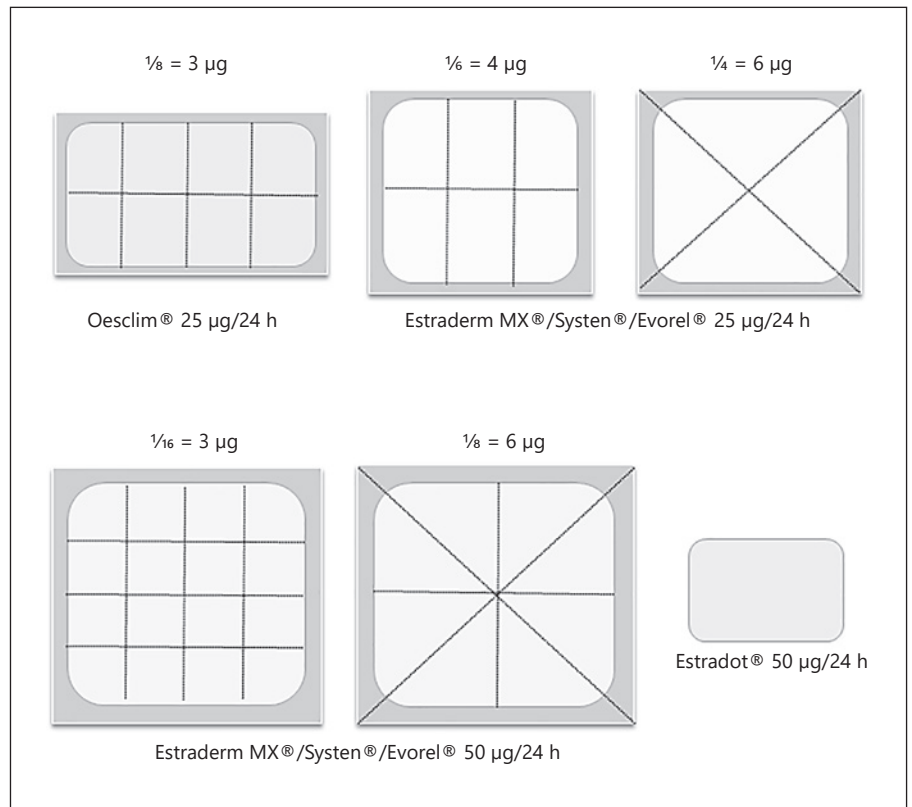 ⅛ = 3 µg
⅙ = 4 µg
¼ = 6 µg
Oesclim® 25 µg/24 h
Estraderm MX®/Systen®/Evorel® 25 µg/24 h
1⁄16 = 3 µg
⅛ = 6 µg
Estradot® 50 µg/24 h
Estraderm MX®/Systen®/Evorel® 50 µg/24 h